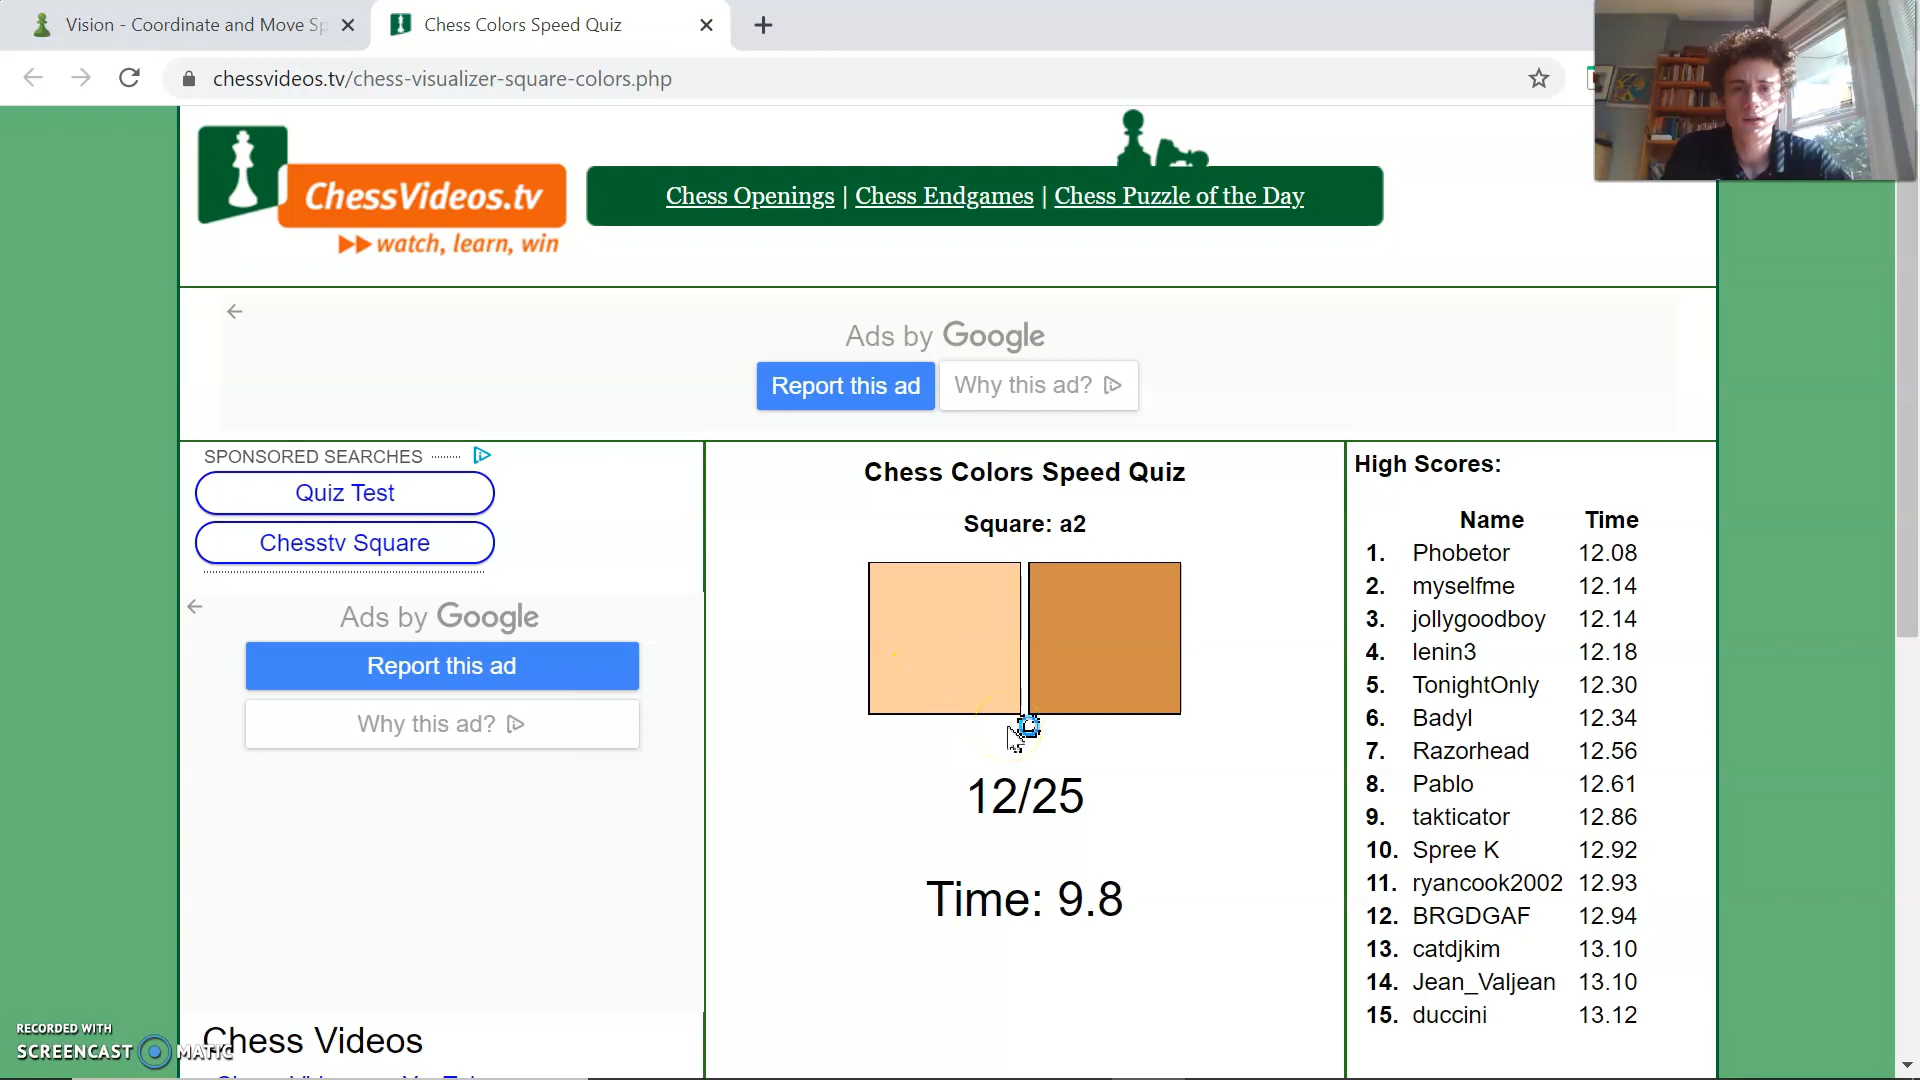 Vision - Coordinate and Move Sp
Chess Colors Speed Quiz
chessvideos.tv/chess-visualizer-square-colors.php
ChessVideos.tv
watch, learn, win
Chess Openings | Chess Endgames | Chess Puzzle of the Day
Ads by Google
Report this ad
Why this ad?
SPONSORED SEARCHES
Quiz Test
Chesstv Square
Ads by Google
Report this ad
Why this ad?
Chess Videos
Chess Colors Speed Quiz
Square: a2
12/25
Time: 9.8
High Scores:
Name Time
1. Phobetor 12.08
2. myselfme 12.14
3. jollygoodboy 12.14
4. lenin3 12.18
5. TonightOnly 12.30
6. Badyl 12.34
7. Razorhead 12.56
8. Pablo 12.61
9. takticator 12.86
10. Spree K 12.92
11. ryancook2002 12.93
12. BRGDGAF 12.94
13. catdjkim 13.10
14. Jean_Valjean 13.10
15. duccini 13.12
RECORDED WITH
SCREENCAST MATIC